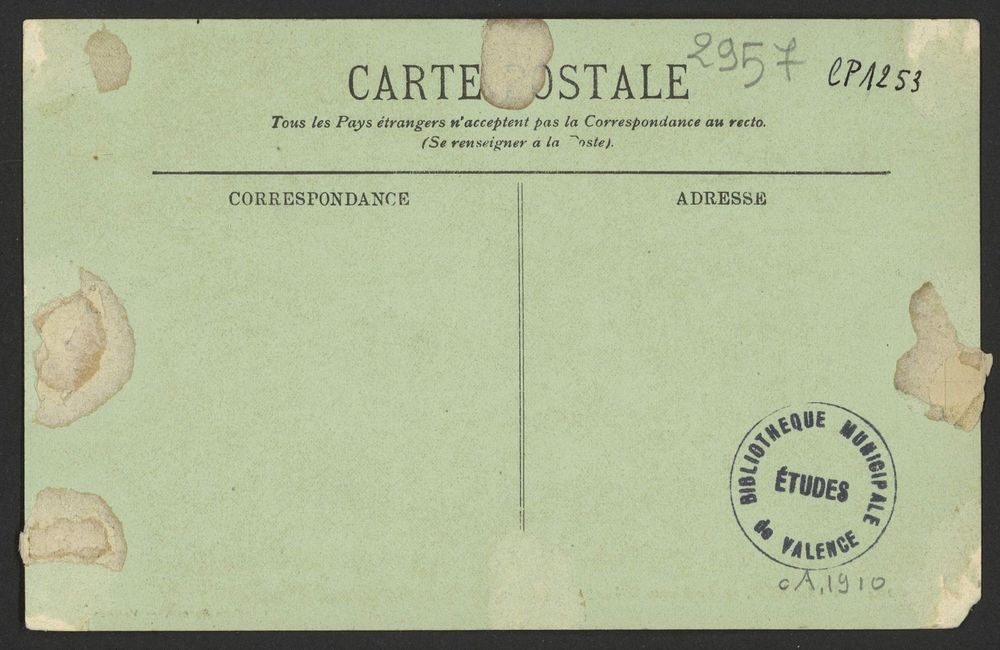 2957
CP1253
CARTE POSTALE
Tous les Pays étrangers n'acceptent pas la Correspondance au recto.
(Se renseigner a la Poste).
CORRESPONDANCE
ADRESSE
BIBLIOTHEQUE MUNICIPALE
ÉTUDES
de VALENCE
cA.1910